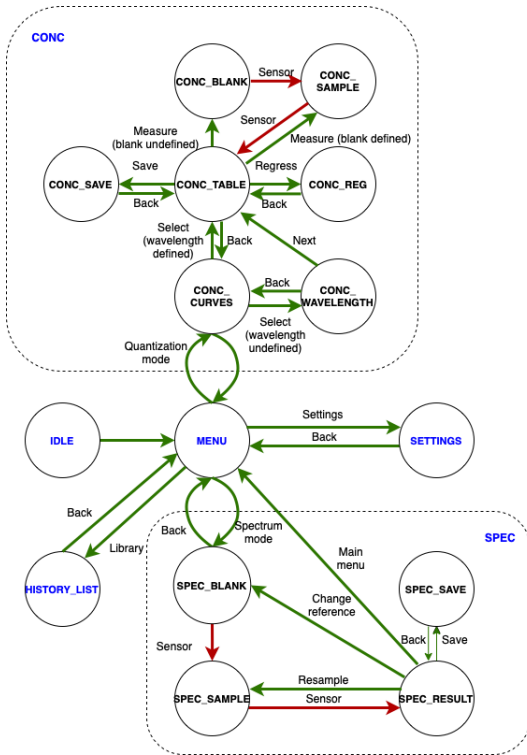 CONC
CONC_BLANK
Sensor
CONC_
SAMPLE
Sensor
Measure
(blank undefined)
Measure (blank defined)
CONC_SAVE
Save
Back
CONC_TABLE
Regress
Back
CONC_REG
Select
(wavelength
defined)
Back
Next
CONC_
CURVES
Back
CONC_
WAVELENGTH
Select
(wavelength
undefined)
Quantization
mode
IDLE
MENU
Settings
Back
SETTINGS
Back
Library
HISTORY_LIST
Back
Spectrum
mode
SPEC
Main
menu
SPEC_BLANK
Change
reference
SPEC_SAVE
Sensor
Back
Save
SPEC_SAMPLE
Resample
Sensor
SPEC_RESULT